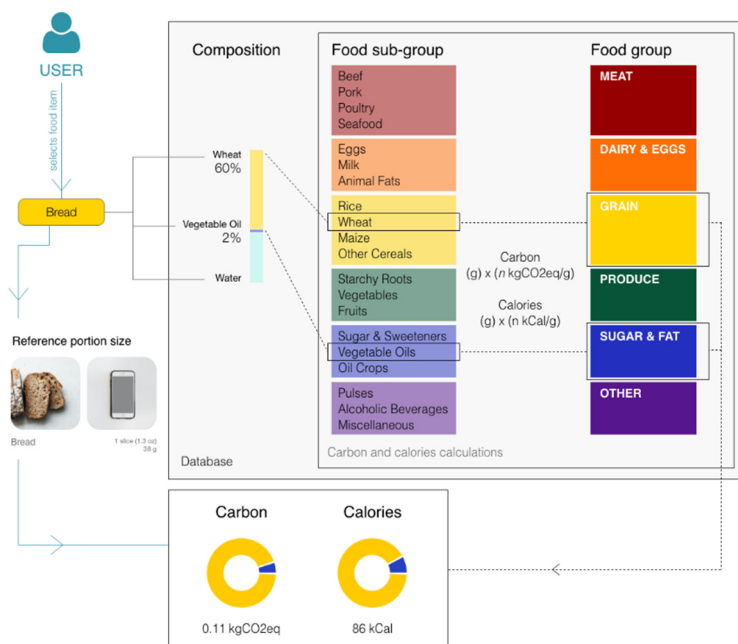 USER
selects food item
Bread
Composition
Wheat
60%
Vegetable Oil
2%
Water
Food sub-group
Beef
Pork
Poultry
Seafood
Eggs
Milk
Animal Fats
Rice
Wheat
Maize
Other Cereals
Starchy Roots
Vegetables
Fruits
Sugar & Sweeteners
Vegetable Oils
Oil Crops
Pulses
Alcoholic Beverages
Miscellaneous
Carbon
(g) x (n kgCO2eq/g)
Calories
(g) x (n kCal/g)
Food group
MEAT
DAIRY & EGGS
GRAIN
PRODUCE
SUGAR & FAT
OTHER
Carbon and calories calculations
Database
Reference portion size
Bread
1 slice (1.3 oz)
38 g
Carbon
0.11 kgCO2eq
Calories
86 kCal